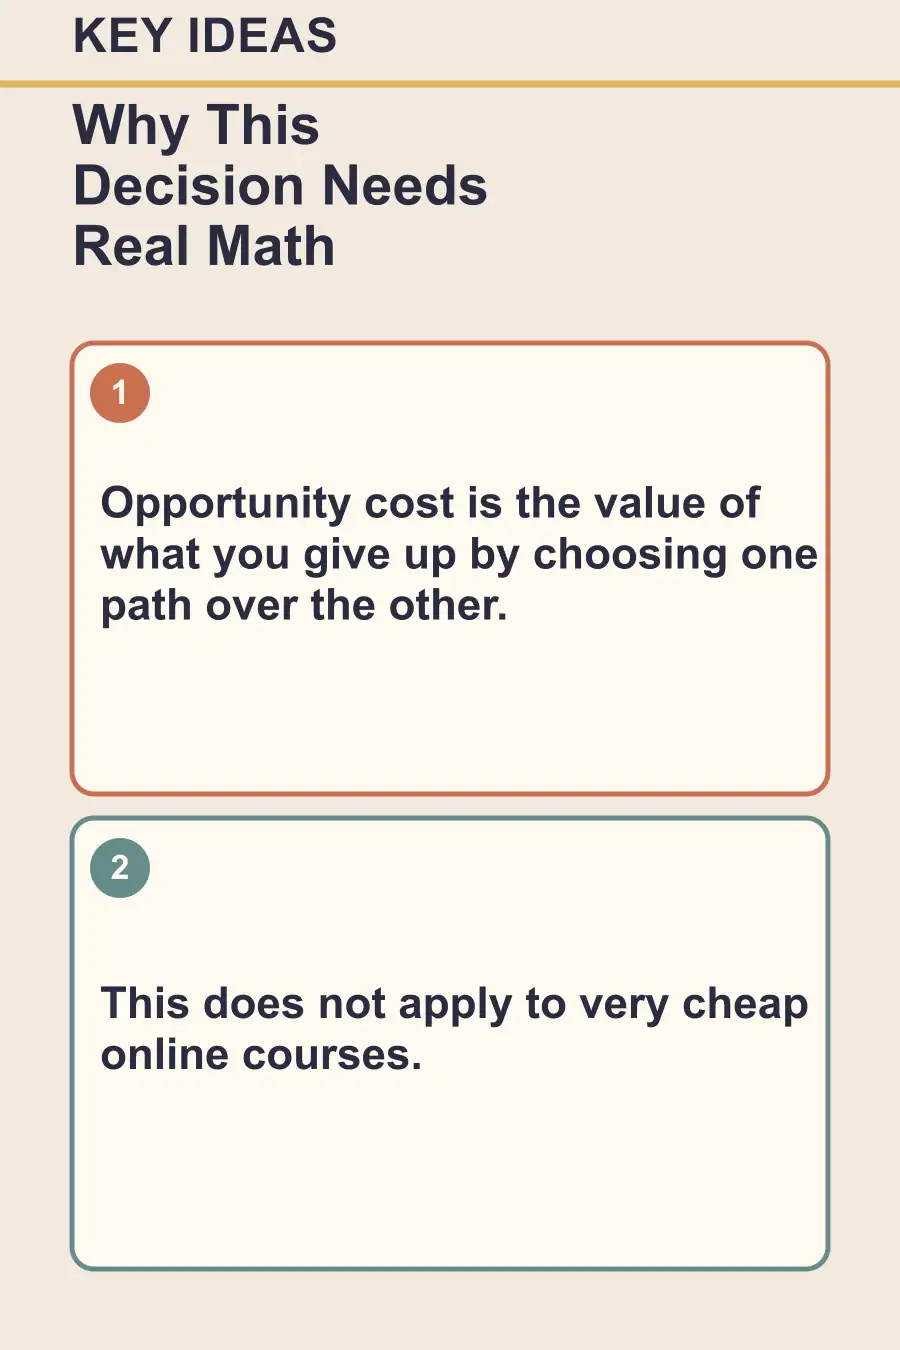 KEY IDEAS
Why This
Decision Needs
Real Math
1
Opportunity cost is the value of
what you give up by choosing one
path over the other.
2
This does not apply to very cheap
online courses.